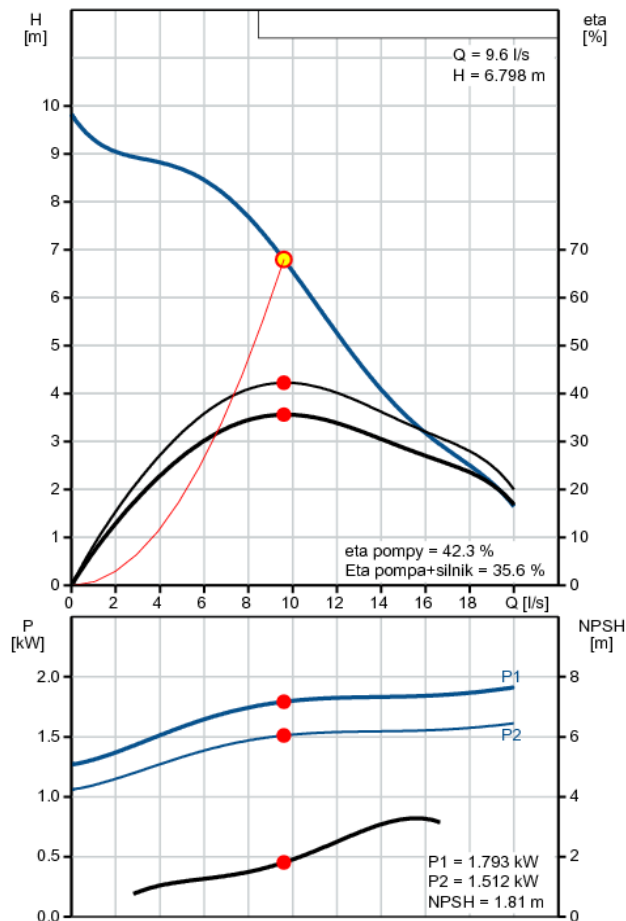 H
[m]
eta
[%]
Q = 9.6 l/s
H = 6.798 m
10
9
8
7
6
5
4
3
2
1
0
70
60
50
40
30
20
10
0
eta pompy = 42.3 %
Eta pompa+silnik = 35.6 %
0 2 4 6 8 10 12 14 16 18 Q [l/s]
P
[kW]
NPSH
[m]
2.0
1.5
1.0
0.5
0.0
8
6
4
2
0
P1
P2
P1 = 1.793 kW
P2 = 1.512 kW
NPSH = 1.81 m